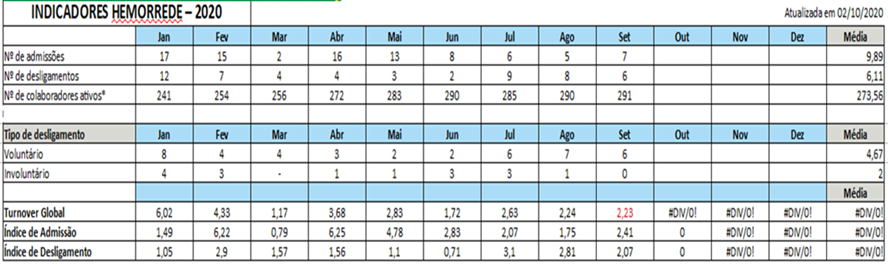 INDICADORES HEMORREDE – 2020 Atualizada em 02/10/2020
Jan Fev Mar Abr Mai Jun Jul Ago Set Out Nov Dez Média
Nº de admissões 17 15 2 16 13 8 6 5 7 9,89
Nº de desligamentos 12 7 4 4 3 2 9 8 6 6,11
Nº de colaboradores ativos* 241 254 256 272 283 290 285 290 291 273,56
Tipo de desligamento Jan Fev Mar Abr Mai Jun Jul Ago Set Out Nov Dez Média
Voluntário 8 4 4 3 2 2 6 7 6 4,67
Involuntário 4 3 - 1 1 3 3 1 0 2
Média
Turnover Global 6,02 4,33 1,17 3,68 2,83 1,72 2,63 2,24 2,23 #DIV/0! #DIV/0! #DIV/0! #DIV/0!
Índice de Admissão 1,49 6,22 0,79 6,25 4,78 2,83 2,07 1,75 2,41 0 #DIV/0! #DIV/0! #DIV/0!
Índice de Desligamento 1,05 2,9 1,57 1,56 1,1 0,71 3,1 2,81 2,07 0 #DIV/0! #DIV/0! #DIV/0!